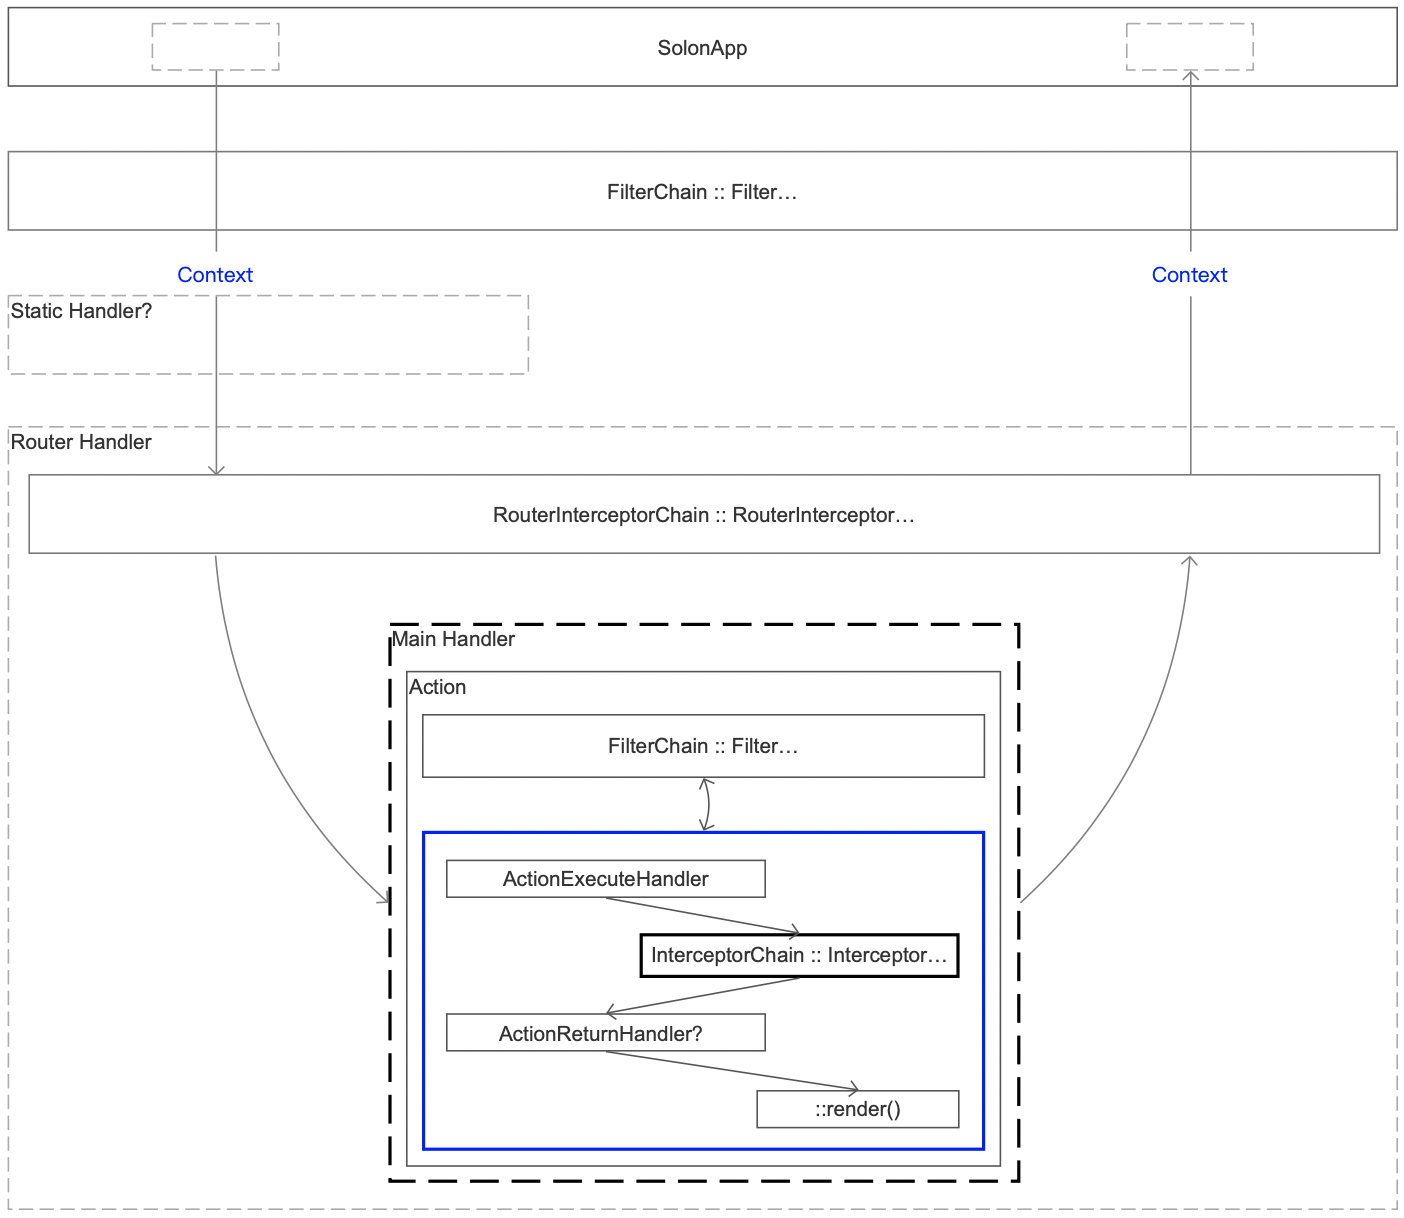 SolonApp
FilterChain :: Filter…
Context
Context
Static Handler?
Router Handler
RouterInterceptorChain :: RouterInterceptor…
Main Handler
Action
FilterChain :: Filter…
ActionExecuteHandler
InterceptorChain :: Interceptor…
ActionReturnHandler?
::render()